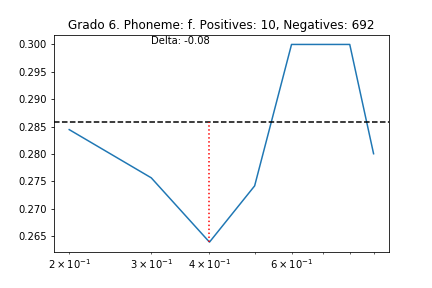 Grado 6. Phoneme: f. Positives: 10, Negatives: 692
Delta: -0.08
0.300
0.295
0.290
0.285
0.280
0.275
0.270
0.265
2 × 10⁻¹ 3 × 10⁻¹ 4 × 10⁻¹ 6 × 10⁻¹